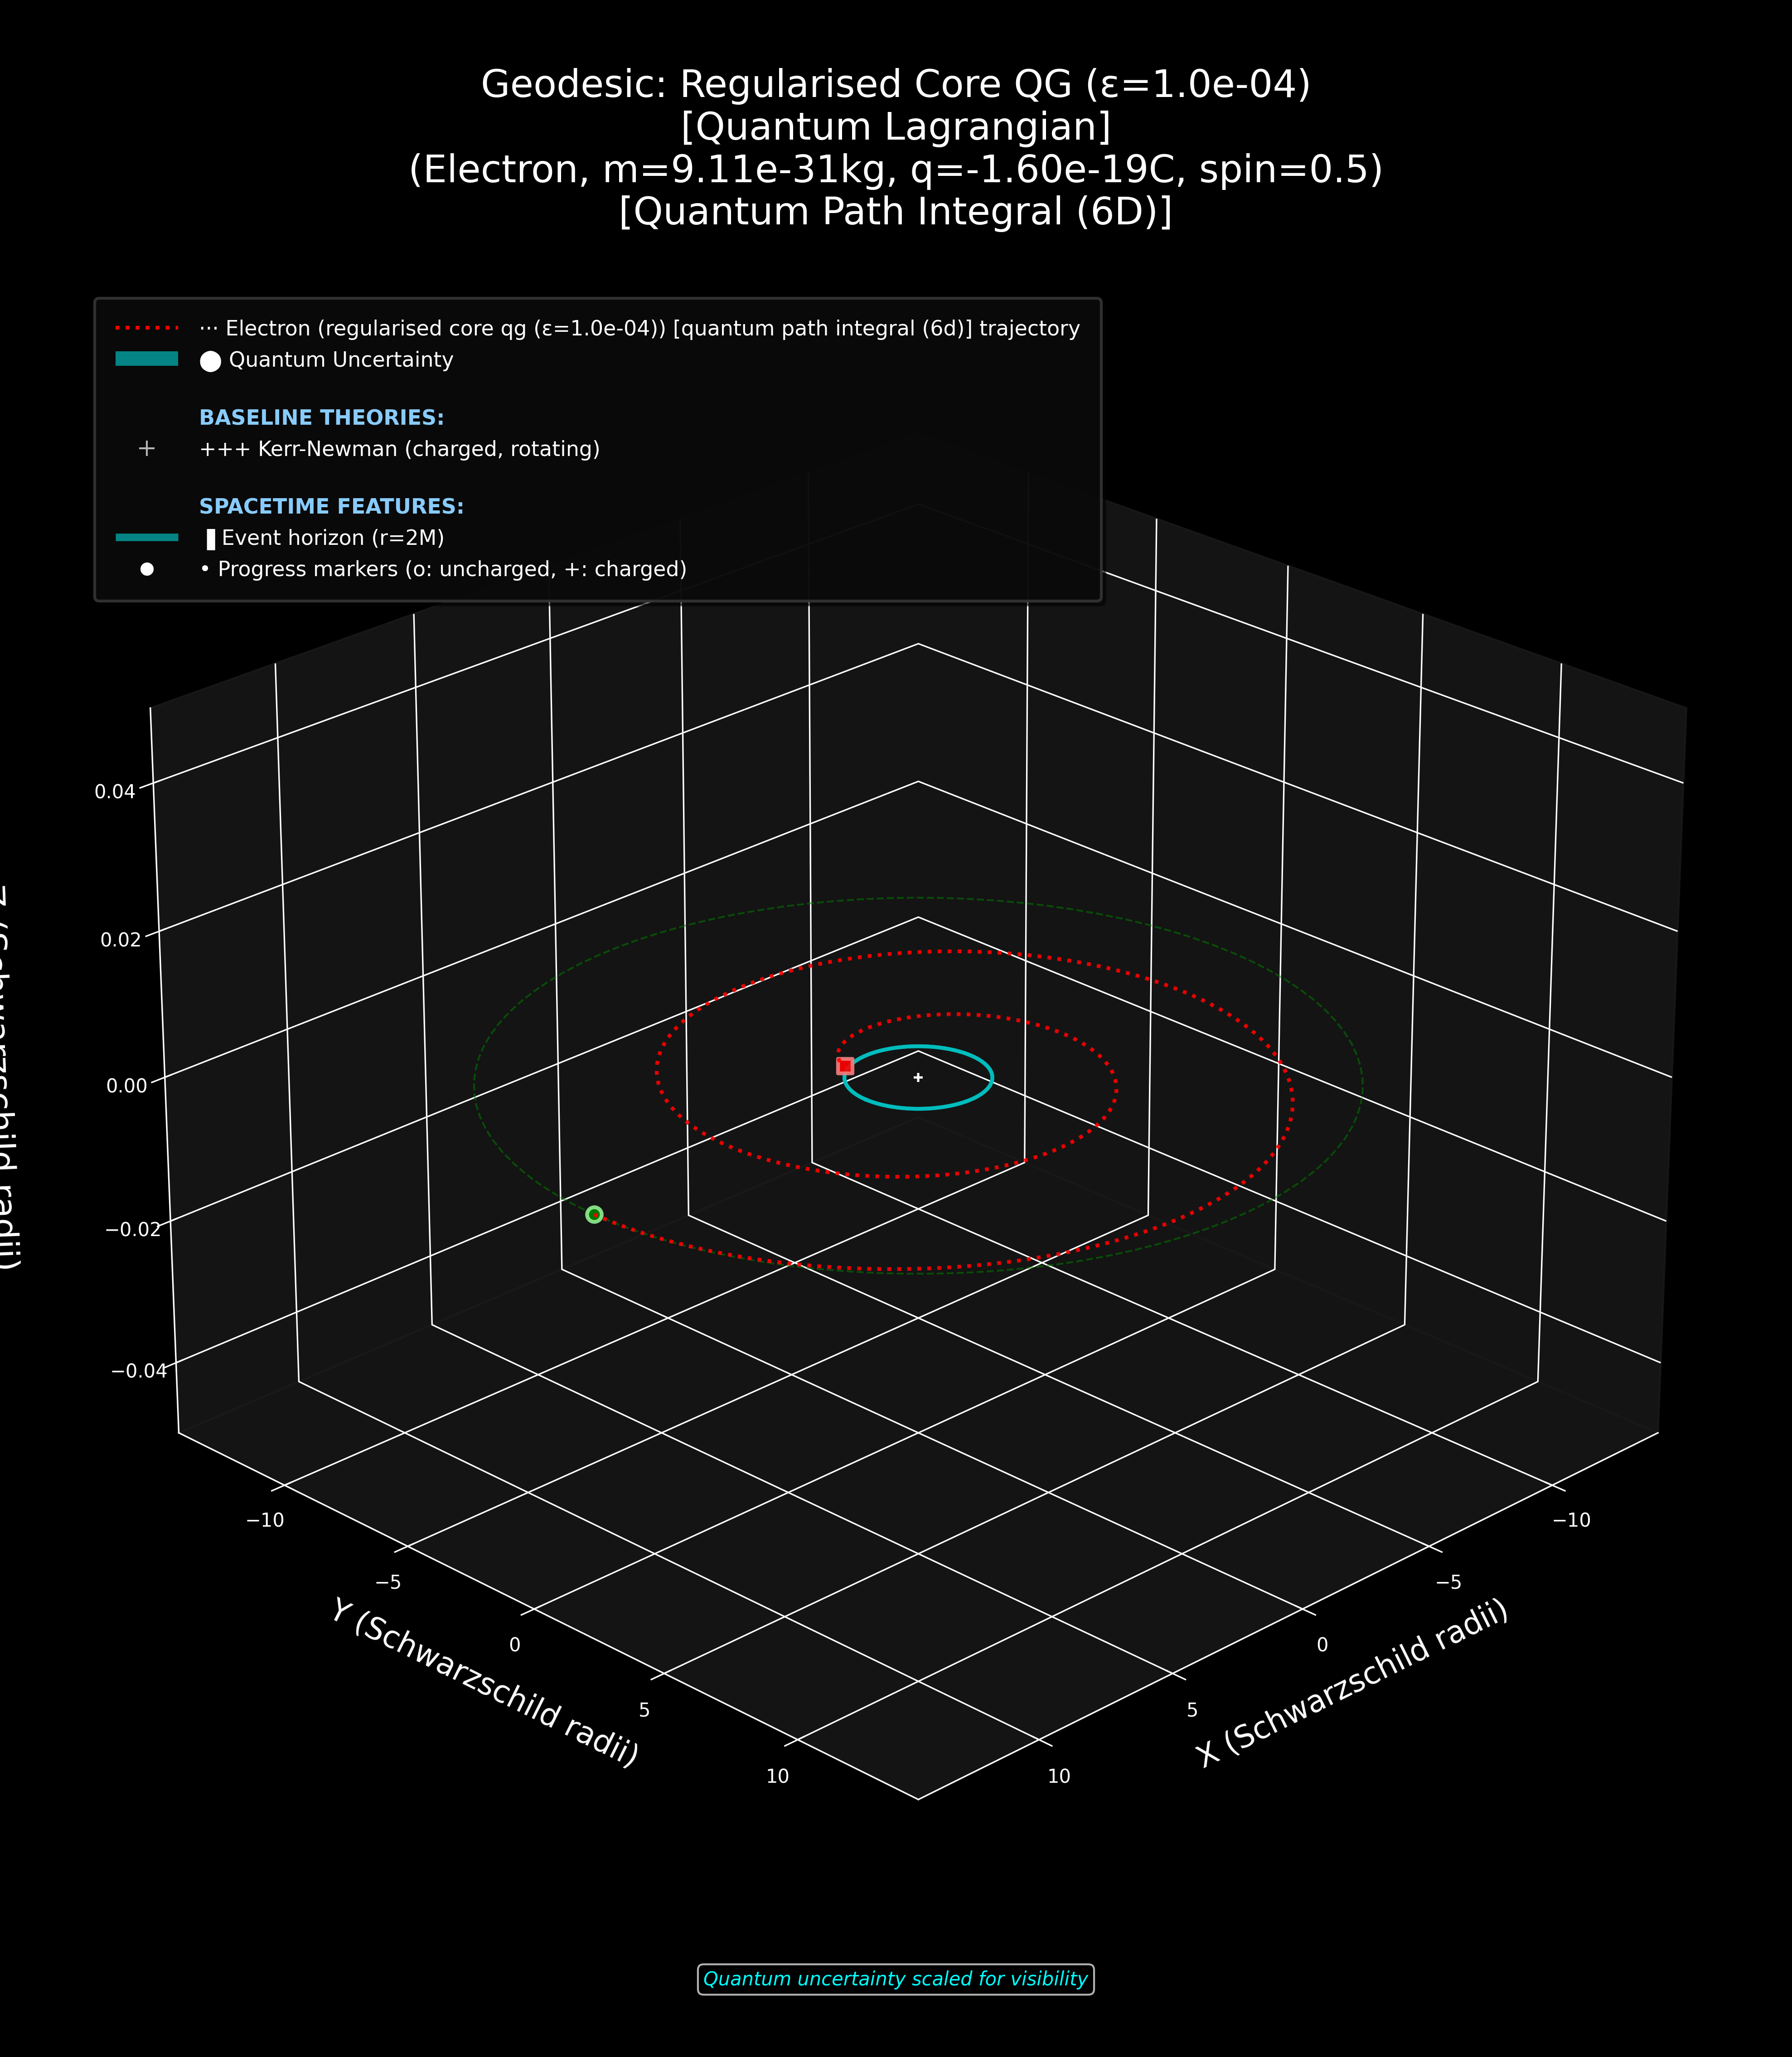 Geodesic: Regularised Core QG (ε=1.0e-04)
[Quantum Lagrangian]
(Electron, m=9.11e-31kg, q=-1.60e-19C, spin=0.5)
[Quantum Path Integral (6D)]
··· Electron (regularised core qg (ε=1.0e-04)) [quantum path integral (6d)] trajectory
● Quantum Uncertainty
BASELINE THEORIES:
+++ Kerr-Newman (charged, rotating)
SPACETIME FEATURES:
▐ Event horizon (r=2M)
• Progress markers (o: uncharged, +: charged)
0.04
0.02
0.00
−0.02
−0.04
radii)
−10
−5
0
5
10
Y (Schwarzschild radii)
−10
−5
0
5
10
X (Schwarzschild radii)
Quantum uncertainty scaled for visibility